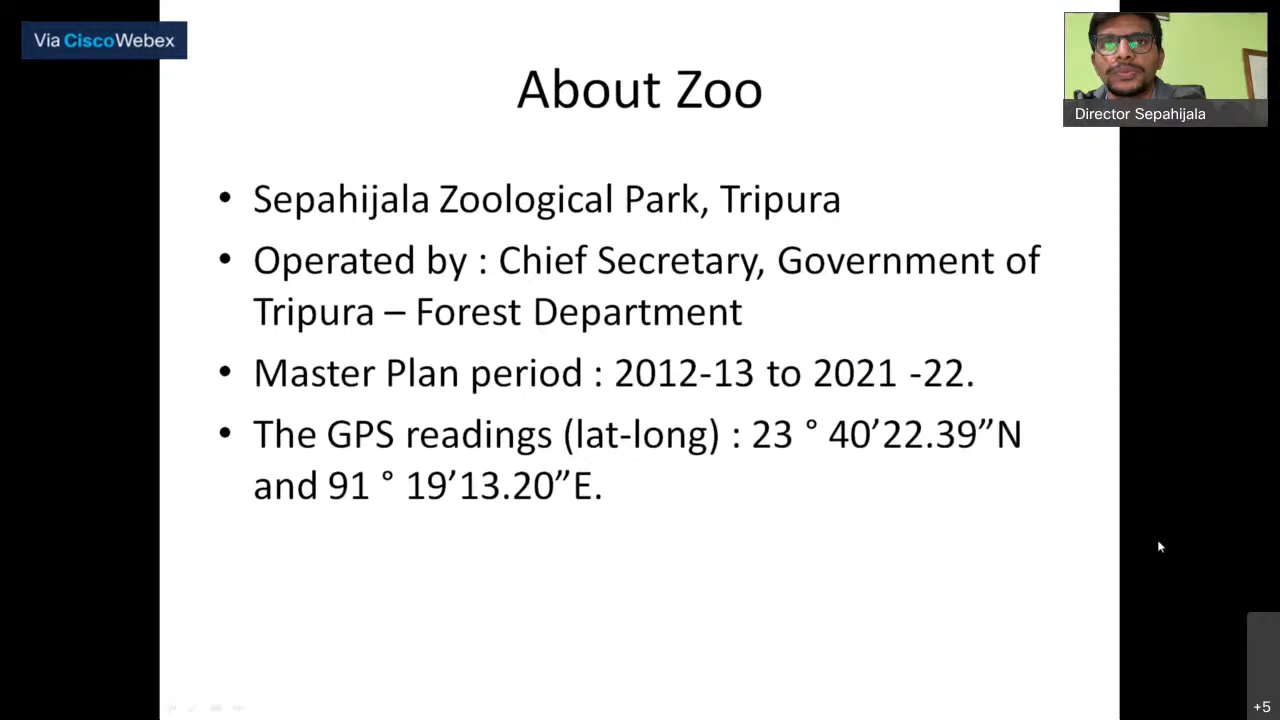 Via CiscoWebex
Director Sepahijala
About Zoo
• Sepahijala Zoological Park, Tripura
• Operated by : Chief Secretary, Government of
Tripura – Forest Department
• Master Plan period : 2012-13 to 2021 -22.
• The GPS readings (lat-long) : 23 ° 40’22.39”N
and 91 ° 19’13.20”E.
+5